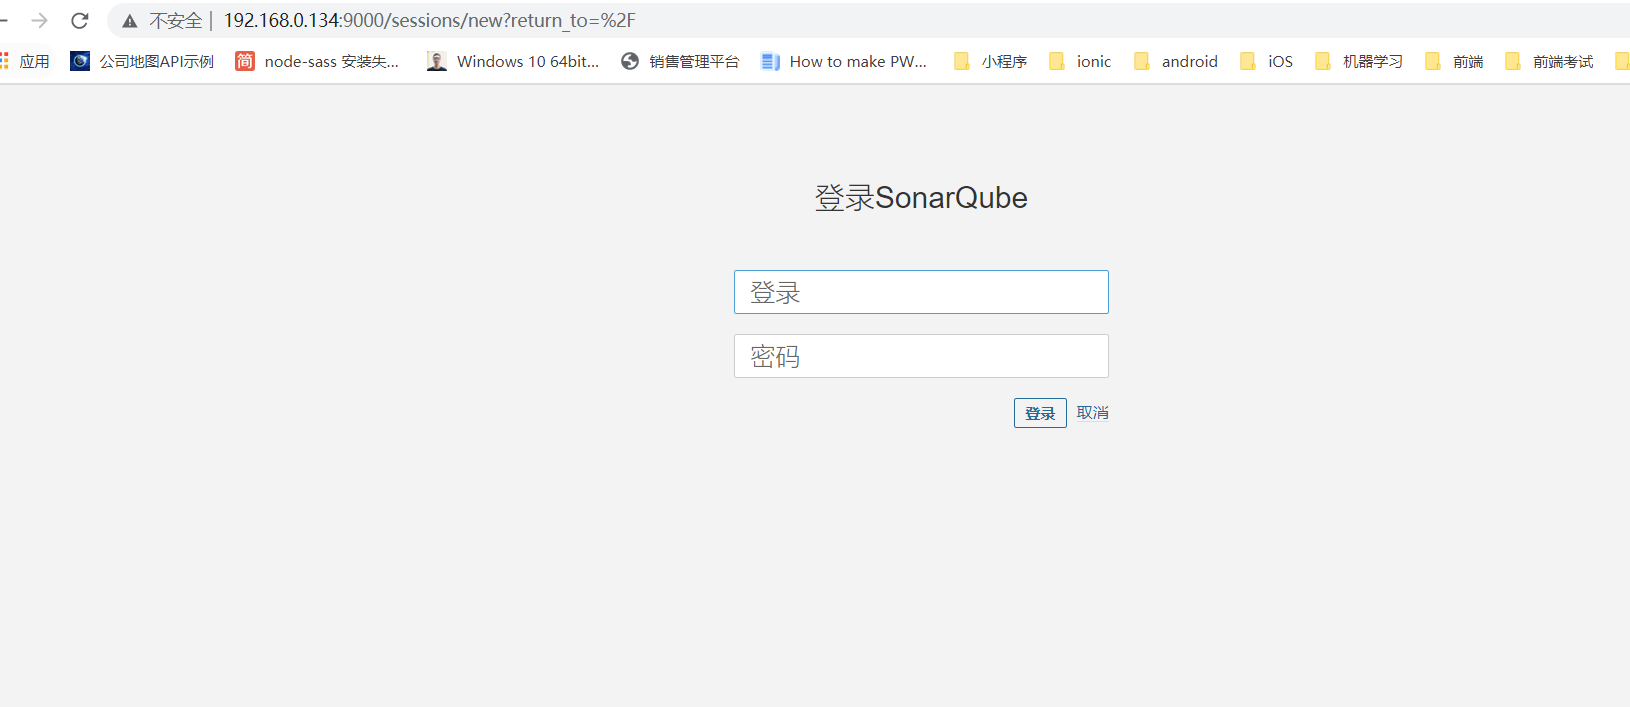 不安全 | 192.168.0.134:9000/sessions/new?return_to=%2F
应用 公司地图API示例 简 node-sass 安装失... Windows 10 64bit... 销售管理平台 How to make PW... 小程序 ionic android iOS 机器学习 前端 前端考试
登录SonarQube
登录
密码
登录 取消